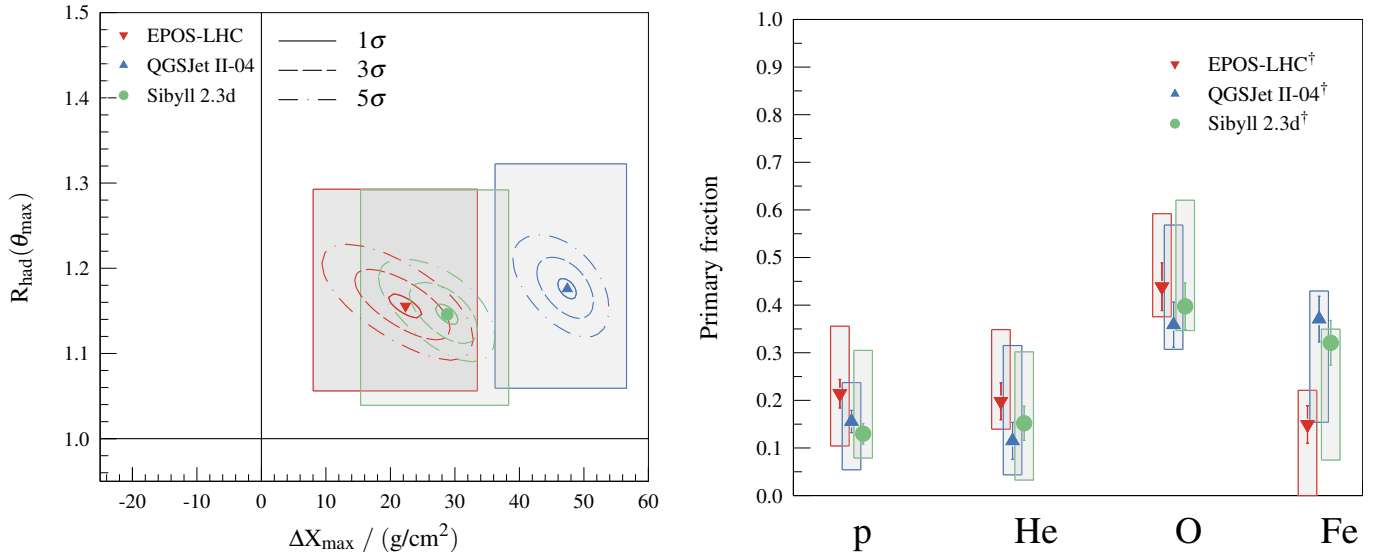 1.5
1.4
1.3
1.2
1.1
1.0
R_had(θ_max)
EPOS-LHC
QGSJet II-04
Sibyll 2.3d
1σ
3σ
5σ
-20 -10 0 10 20 30 40 50 60
ΔX_max / (g/cm²)
1.0
0.9
0.8
0.7
0.6
0.5
0.4
0.3
0.2
0.1
0.0
Primary fraction
EPOS-LHC†
QGSJet II-04†
Sibyll 2.3d†
p He O Fe